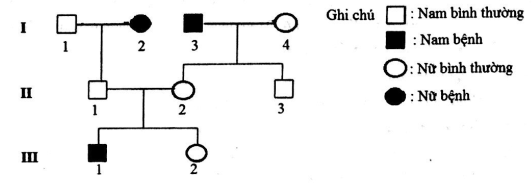 I
1
2
3
4
Ghi chú
: Nam bình thường
: Nam bệnh
: Nữ bình thường
: Nữ bệnh
II
1
2
3
III
1
2